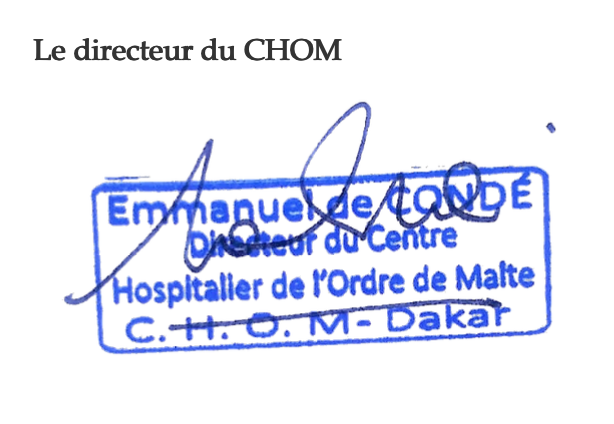 Le directeur du CHOM
Emmanuel de CONDÉ
Directeur du Centre
Hospitalier de l'Ordre de Malte
C. H. O. M - Dakar